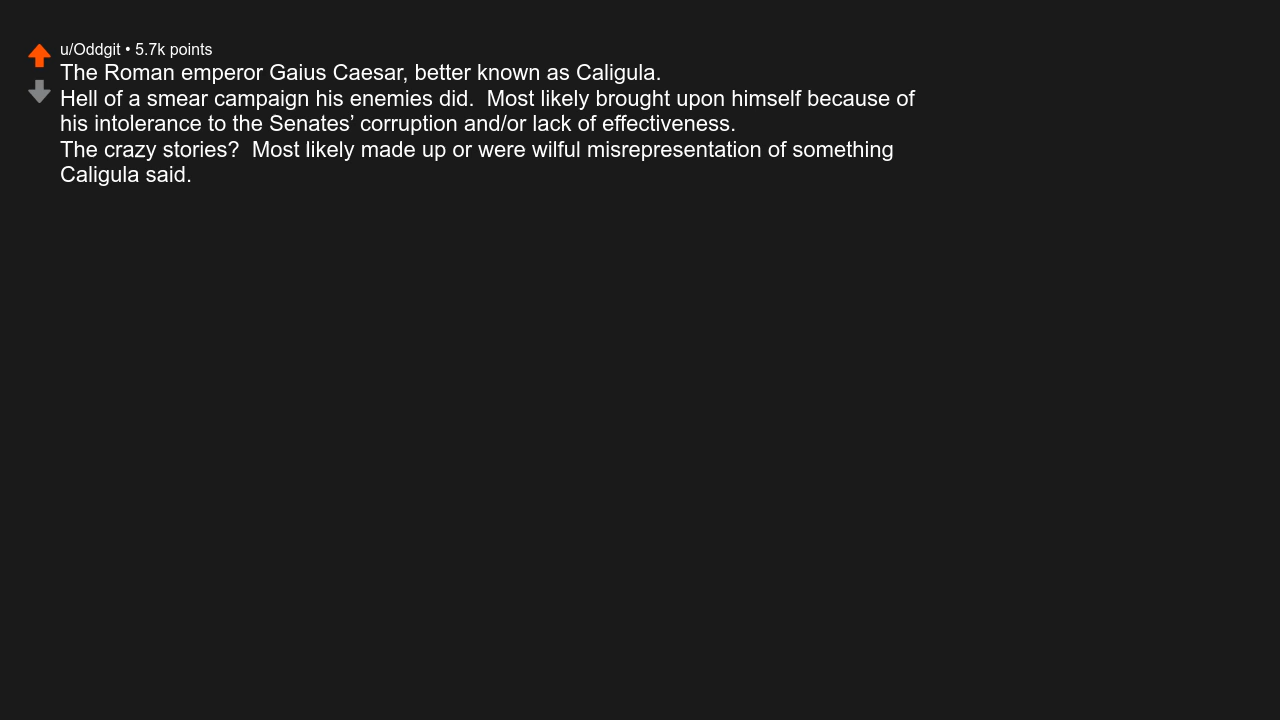 u/Oddgit • 5.7k points
The Roman emperor Gaius Caesar, better known as Caligula.
Hell of a smear campaign his enemies did.  Most likely brought upon himself because of
his intolerance to the Senates’ corruption and/or lack of effectiveness.
The crazy stories?  Most likely made up or were wilful misrepresentation of something
Caligula said.